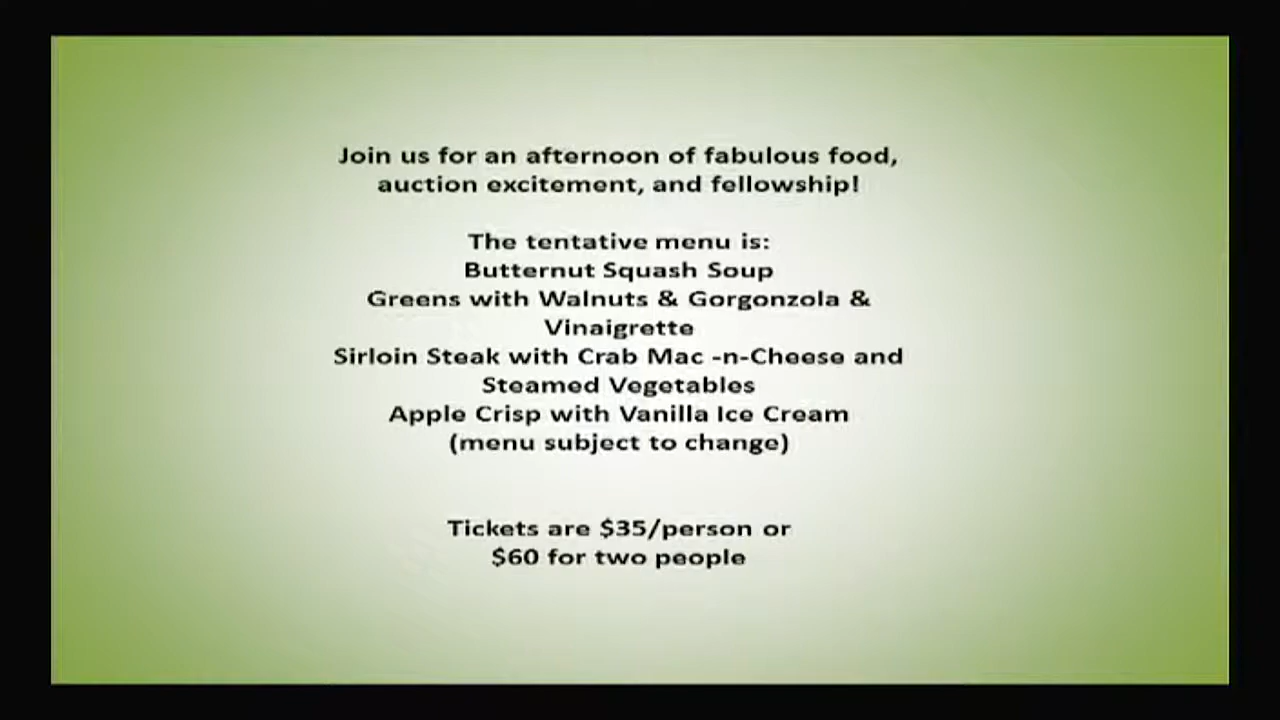 Join us for an afternoon of fabulous food,
auction excitement, and fellowship!
The tentative menu is:
Butternut Squash Soup
Greens with Walnuts & Gorgonzola &
Vinaigrette
Sirloin Steak with Crab Mac -n-Cheese and
Steamed Vegetables
Apple Crisp with Vanilla Ice Cream
(menu subject to change)
Tickets are $35/person or
$60 for two people